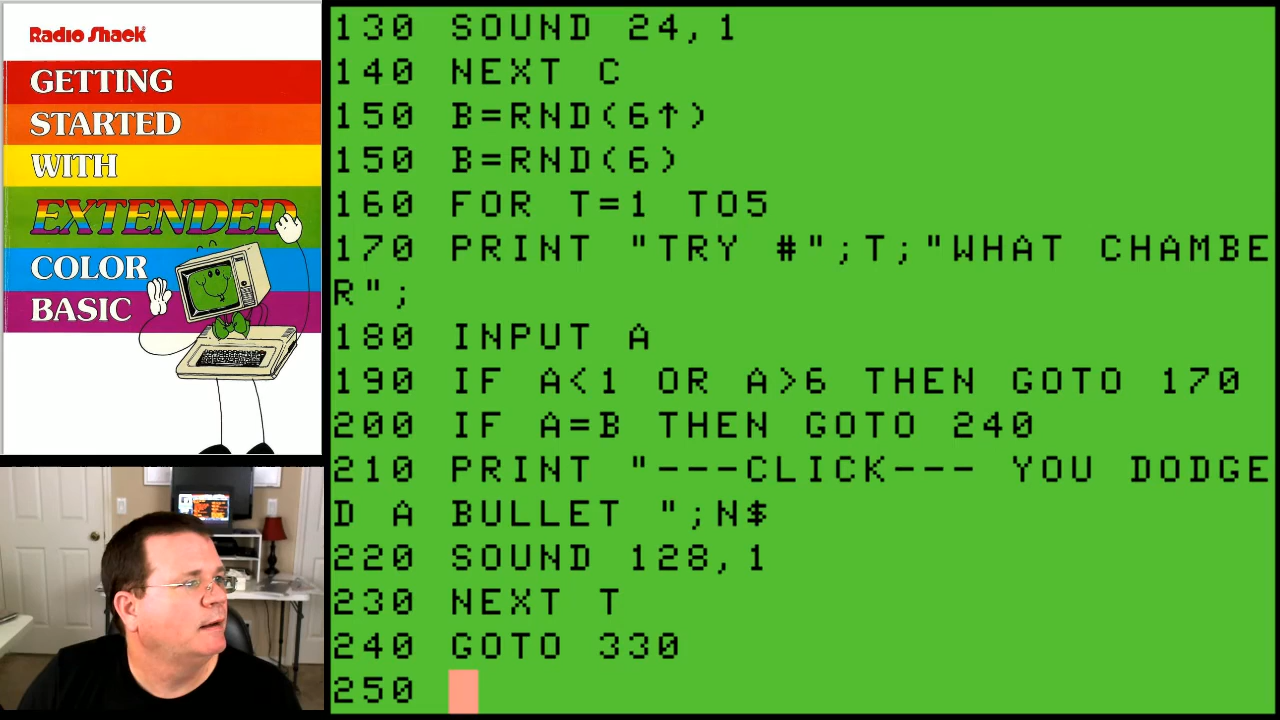 Radio Shack
GETTING
STARTED
WITH
EXTENDED
COLOR
BASIC
130 SOUND 24,1
140 NEXT C
150 B=RND(6↑)
150 B=RND(6)
160 FOR T=1 TO5
170 PRINT "TRY #";T;"WHAT CHAMBE
R";
180 INPUT A
190 IF A<1 OR A>6 THEN GOTO 170
200 IF A=B THEN GOTO 240
210 PRINT "---CLICK--- YOU DODGE
D A BULLET ";N$
220 SOUND 128,1
230 NEXT T
240 GOTO 330
250